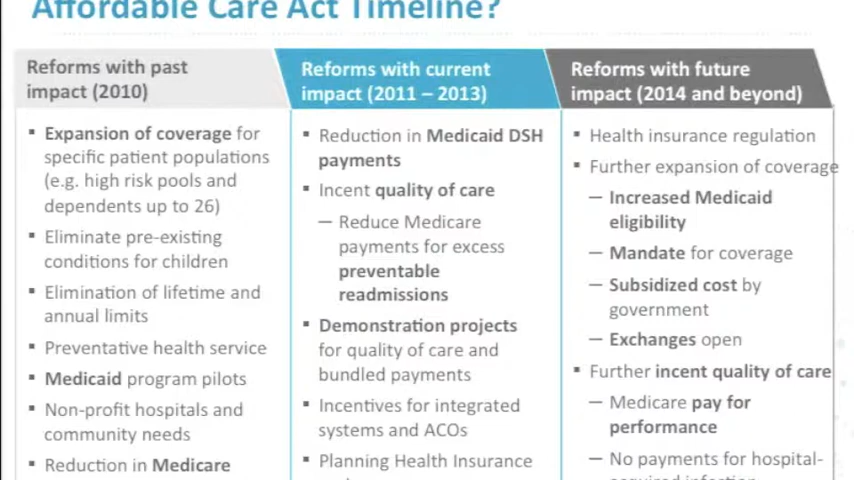 Affordable Care Act Timeline?
Reforms with past
impact (2010)
▪ Expansion of coverage for
specific patient populations
(e.g. high risk pools and
dependents up to 26)
▪ Eliminate pre-existing
conditions for children
▪ Elimination of lifetime and
annual limits
▪ Preventative health service
▪ Medicaid program pilots
▪ Non-profit hospitals and
community needs
▪ Reduction in Medicare
Reforms with current
impact (2011 – 2013)
▪ Reduction in Medicaid DSH
payments
▪ Incent quality of care
– Reduce Medicare
payments for excess
preventable
readmissions
▪ Demonstration projects
for quality of care and
bundled payments
▪ Incentives for integrated
systems and ACOs
▪ Planning Health Insurance
Reforms with future
impact (2014 and beyond)
▪ Health insurance regulation
▪ Further expansion of coverage
– Increased Medicaid
eligibility
– Mandate for coverage
– Subsidized cost by
government
– Exchanges open
▪ Further incent quality of care
– Medicare pay for
performance
– No payments for hospital-